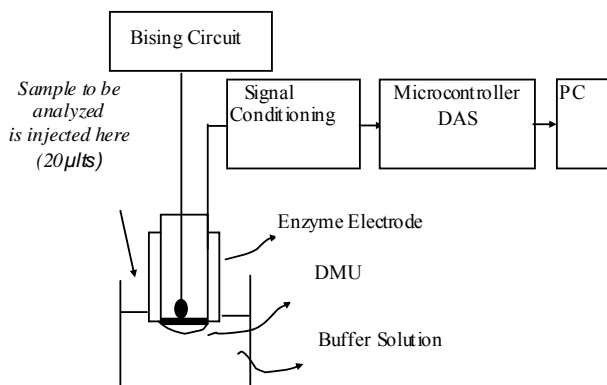 Bising Circuit
Sample to be
analyzed
is injected here
(20µlts)
Signal
Conditioning
Microcontroller
DAS
PC
Enzyme Electrode
DMU
Buffer Solution